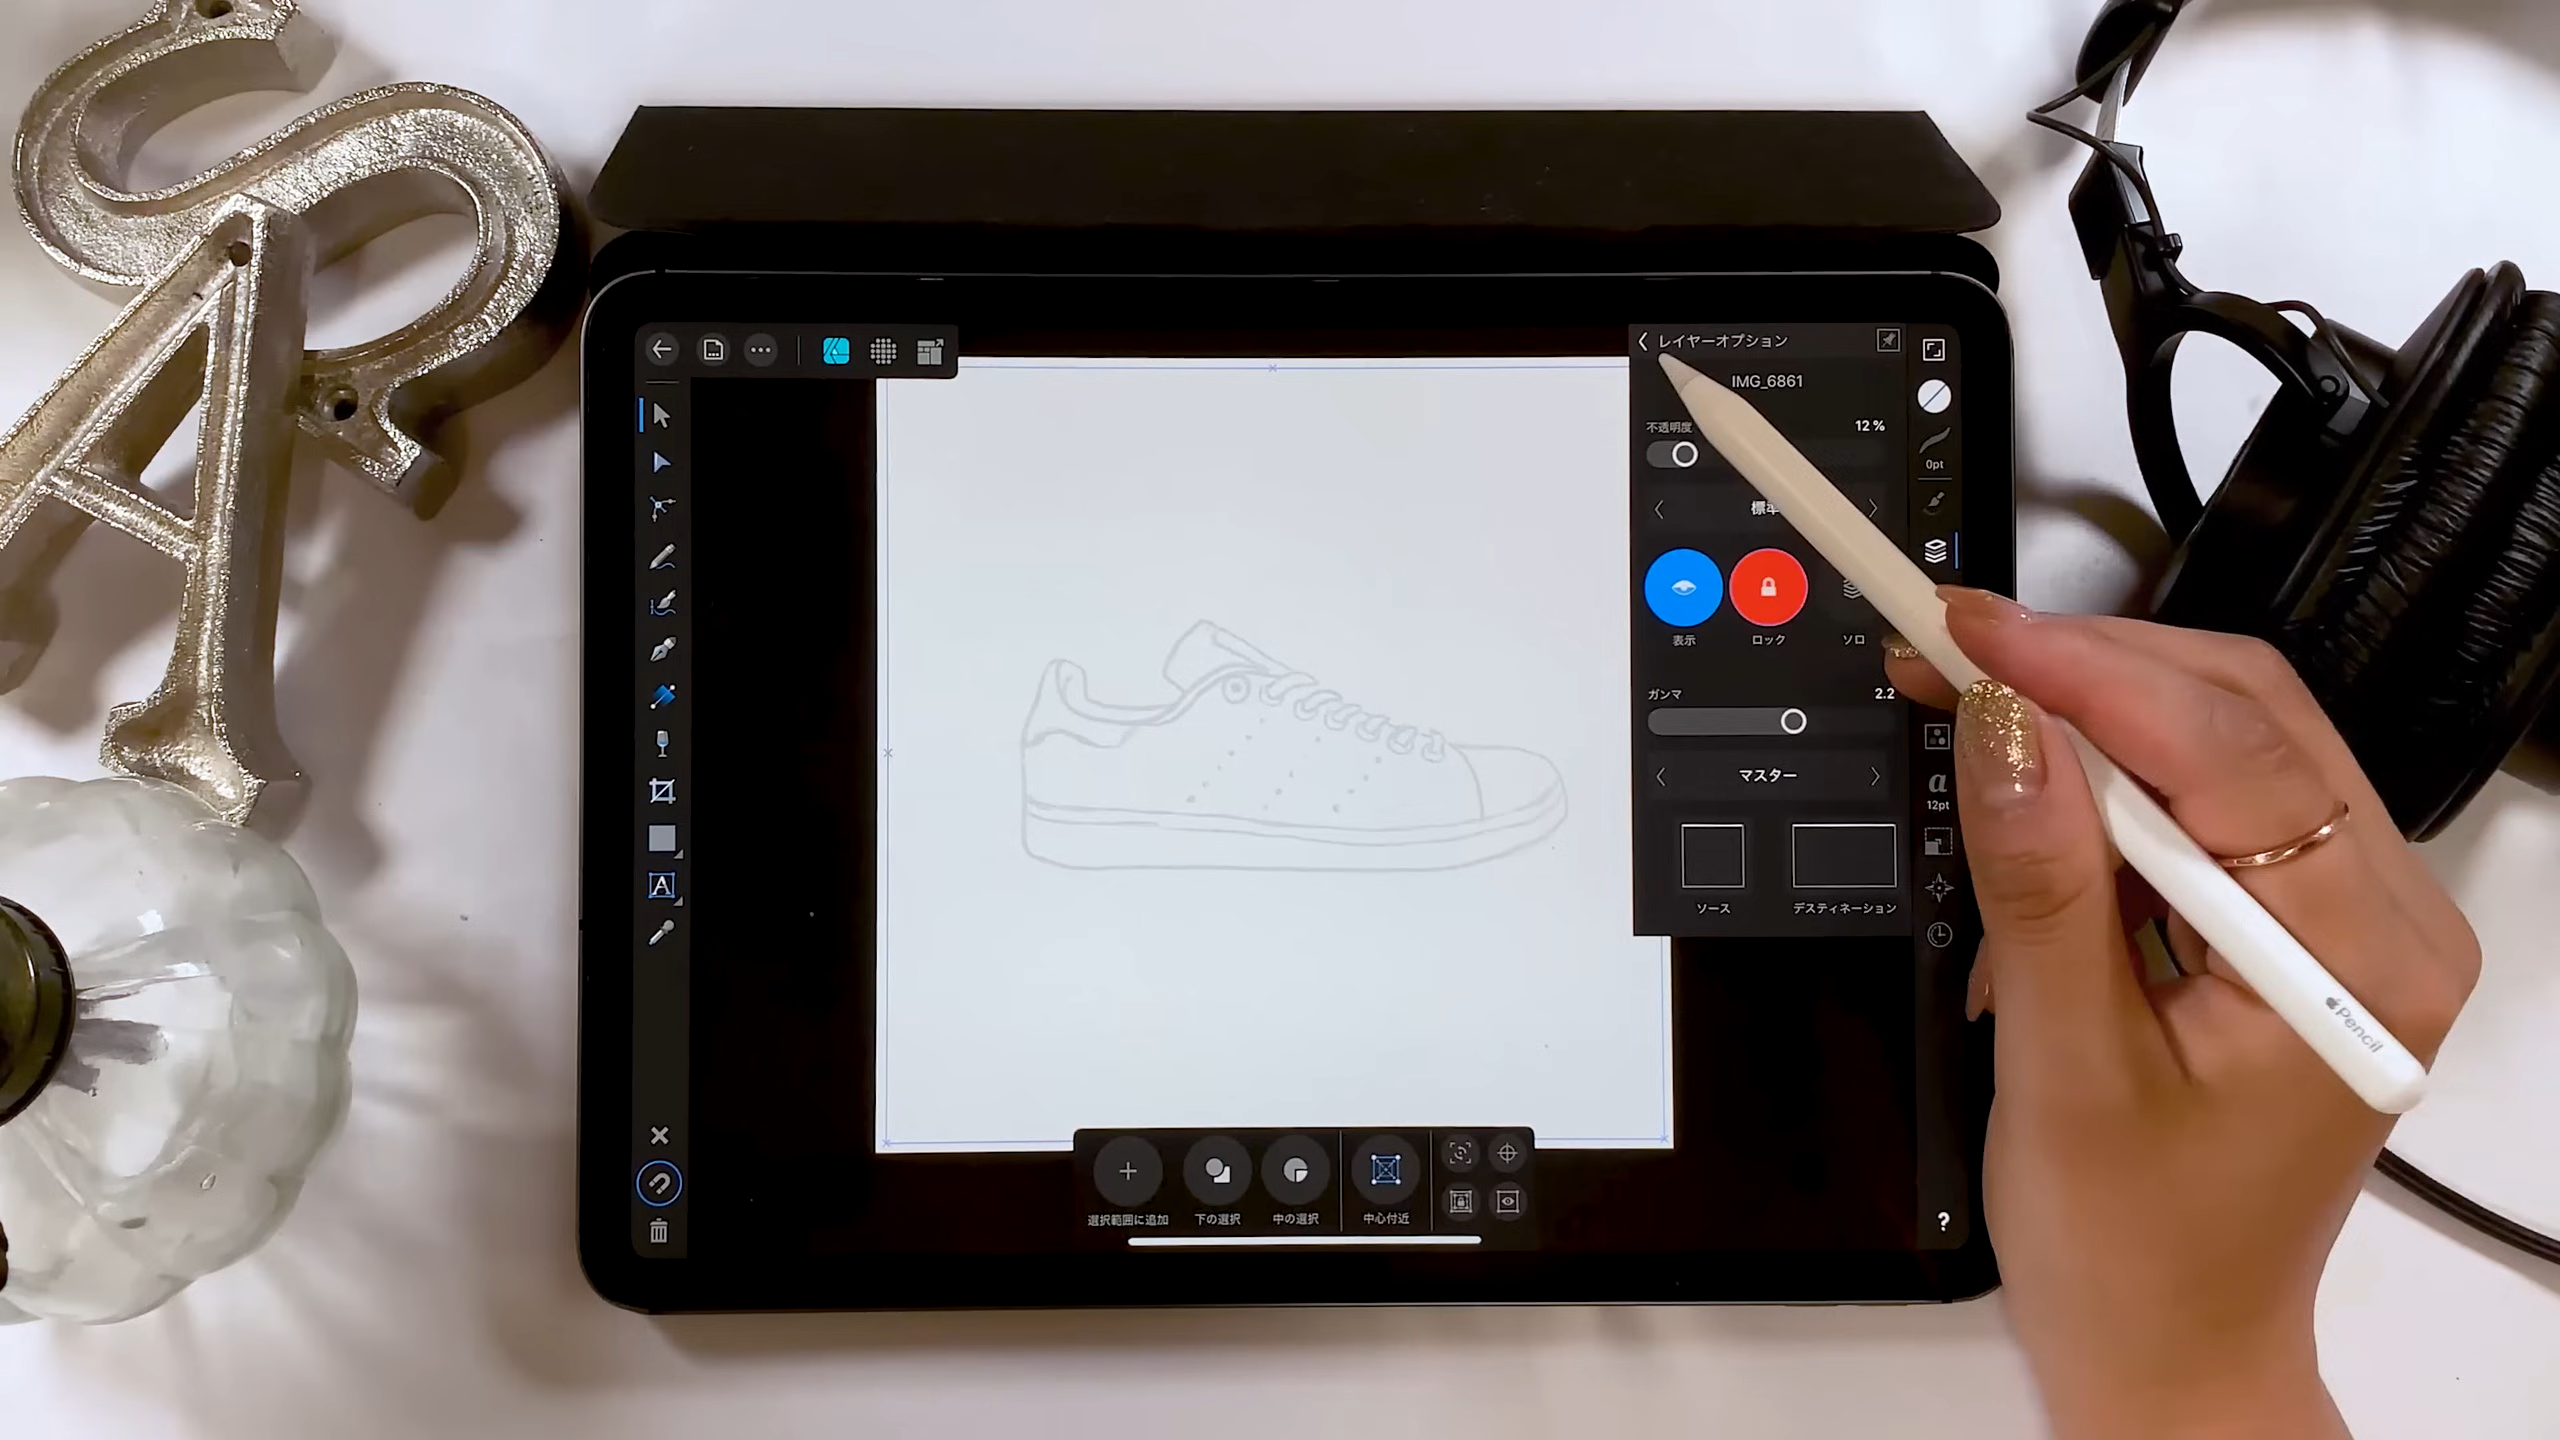 レイヤーオプション
IMG_6861
不透明度
12 %
標準
0pt
表示
ロック
ソロ
ガンマ
2.2
マスター
a
12pt
A
ソース
デスティネーション
選択範囲に追加
下の選択
中の選択
中心付近
?
Pencil
S
A